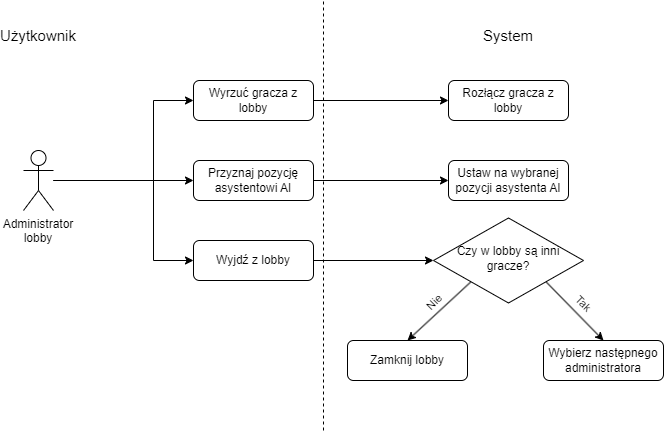 Użytkownik
System
Wyrzuć gracza z
lobby
Rozłącz gracza z
lobby
Przyznaj pozycję
asystentowi AI
Ustaw na wybranej
pozycji asystenta AI
Administrator
lobby
Wyjdź z lobby
Czy w lobby są inni
gracze?
Nie
Tak
Zamknij lobby
Wybierz następnego
administratora